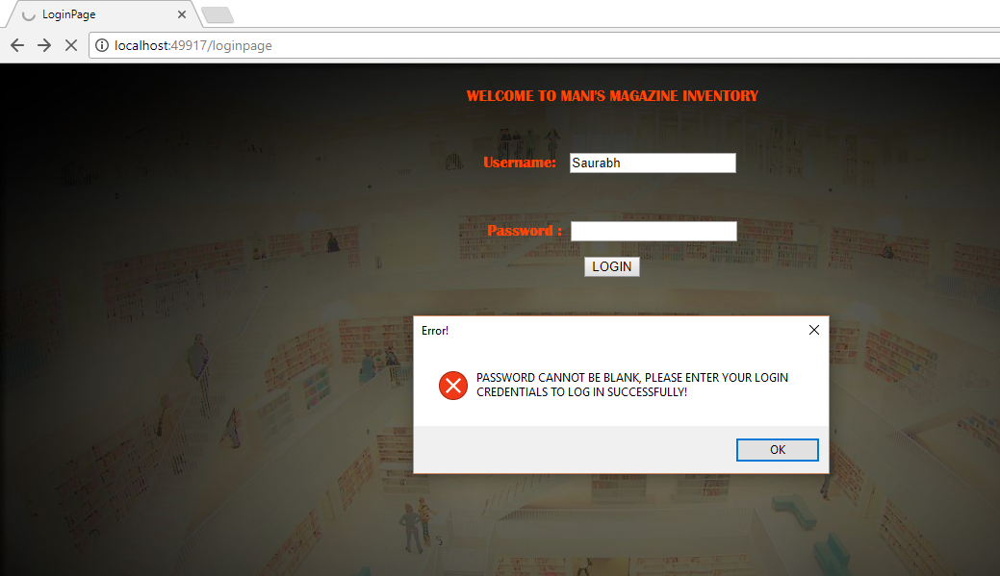 LoginPage
localhost:49917/loginpage
WELCOME TO MANI'S MAGAZINE INVENTORY
Username: Saurabh
Password :
LOGIN
Error!
PASSWORD CANNOT BE BLANK, PLEASE ENTER YOUR LOGIN
CREDENTIALS TO LOG IN SUCCESSFULLY!
OK